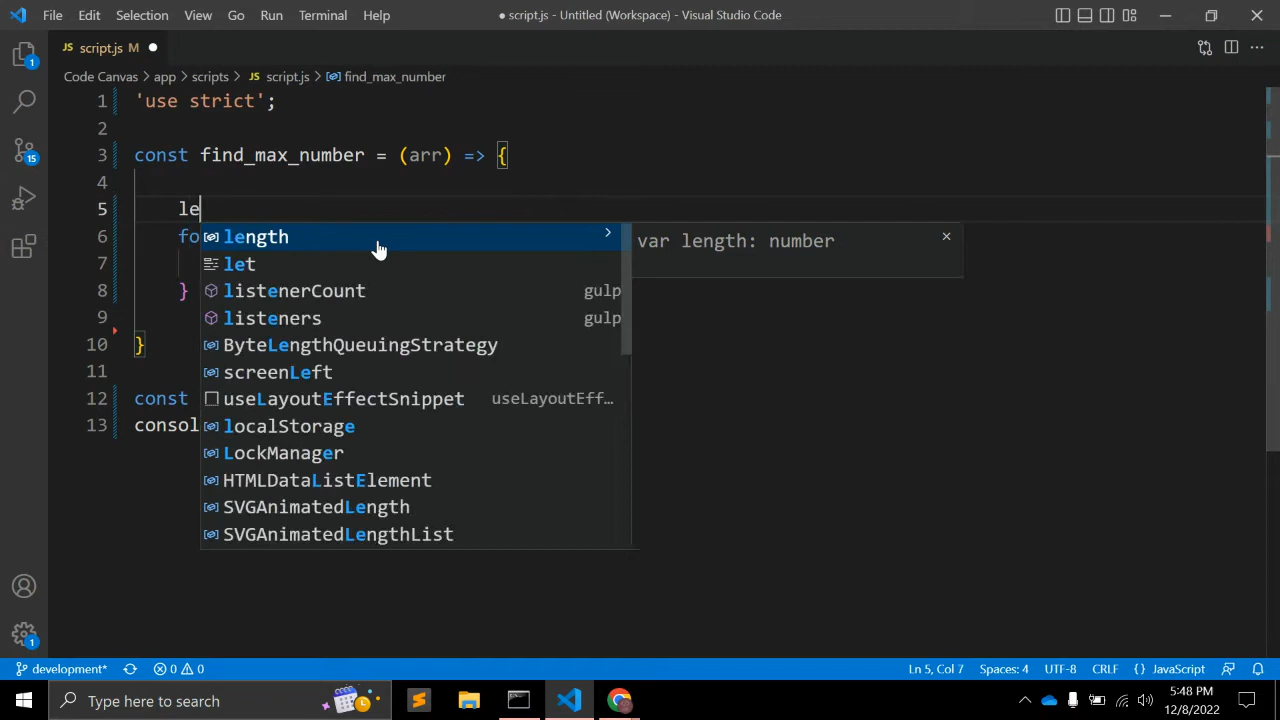 File Edit Selection View Go Run Terminal Help ● script.js - Untitled (Workspace) - Visual Studio Code
JS script.js M ●
Code Canvas > app > scripts > JS script.js > find_max_number
1 'use strict';
2
3 const find_max_number = (arr) => {
4
5 le
6 fo
7
8 }
9
10 }
11
12 const
13 consol
length
let
listenerCount gulp
listeners gulp
ByteLengthQueuingStrategy
screenLeft
useLayoutEffectSnippet useLayoutEff…
localStorage
LockManager
HTMLDataListElement
SVGAnimatedLength
SVGAnimatedLengthList
var length: number
1
15
1
development* 0 0 Ln 5, Col 7 Spaces: 4 UTF-8 CRLF {} JavaScript
Type here to search
5:48 PM
12/8/2022